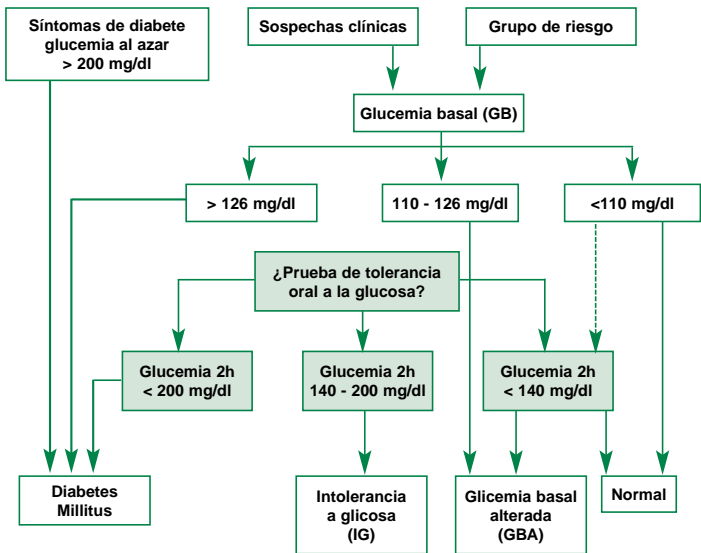 Síntomas de diabete
glucemia al azar
> 200 mg/dl
Sospechas clínicas
Grupo de riesgo
Glucemia basal (GB)
> 126 mg/dl
110 - 126 mg/dl
<110 mg/dl
¿Prueba de tolerancia
oral a la glucosa?
Glucemia 2h
< 200 mg/dl
Glucemia 2h
140 - 200 mg/dl
Glucemia 2h
< 140 mg/dl
Diabetes
Millitus
Intolerancia
a glicosa
(IG)
Glicemia basal
alterada
(GBA)
Normal